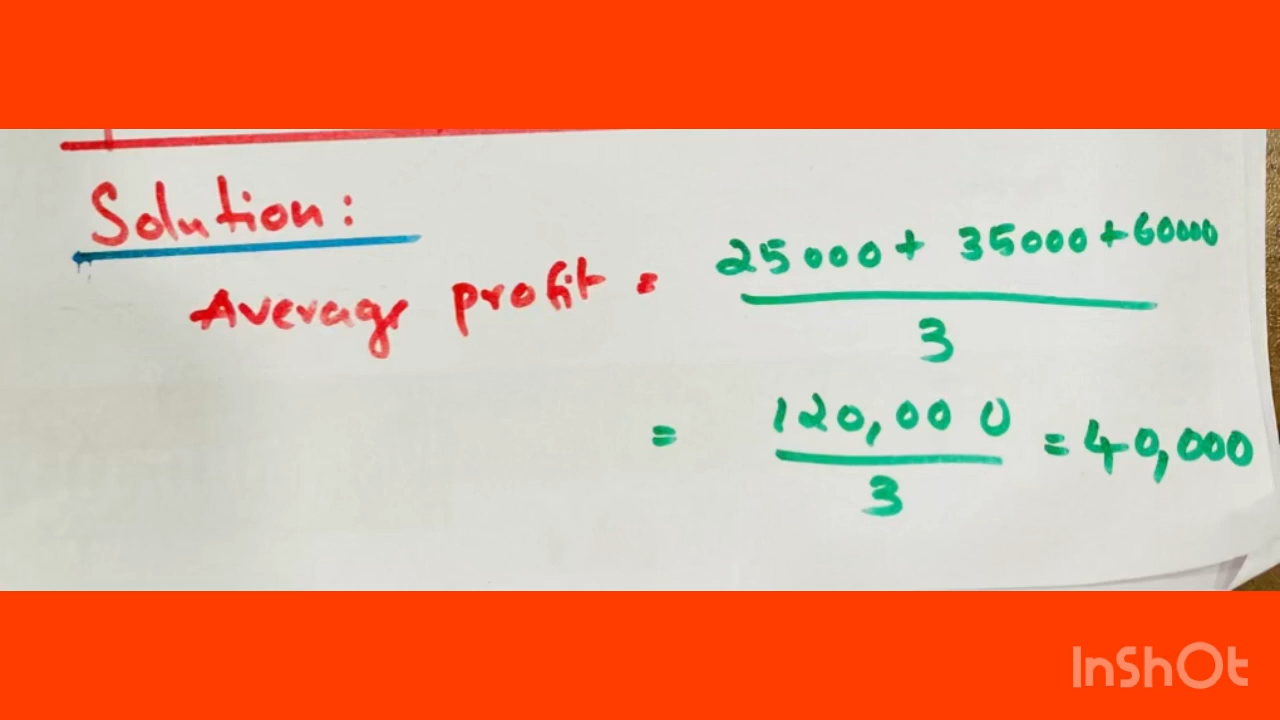 Solution:
Average profit = 25000 + 35000 + 60000
3
= 120,000 = 40,000
3
InShOt